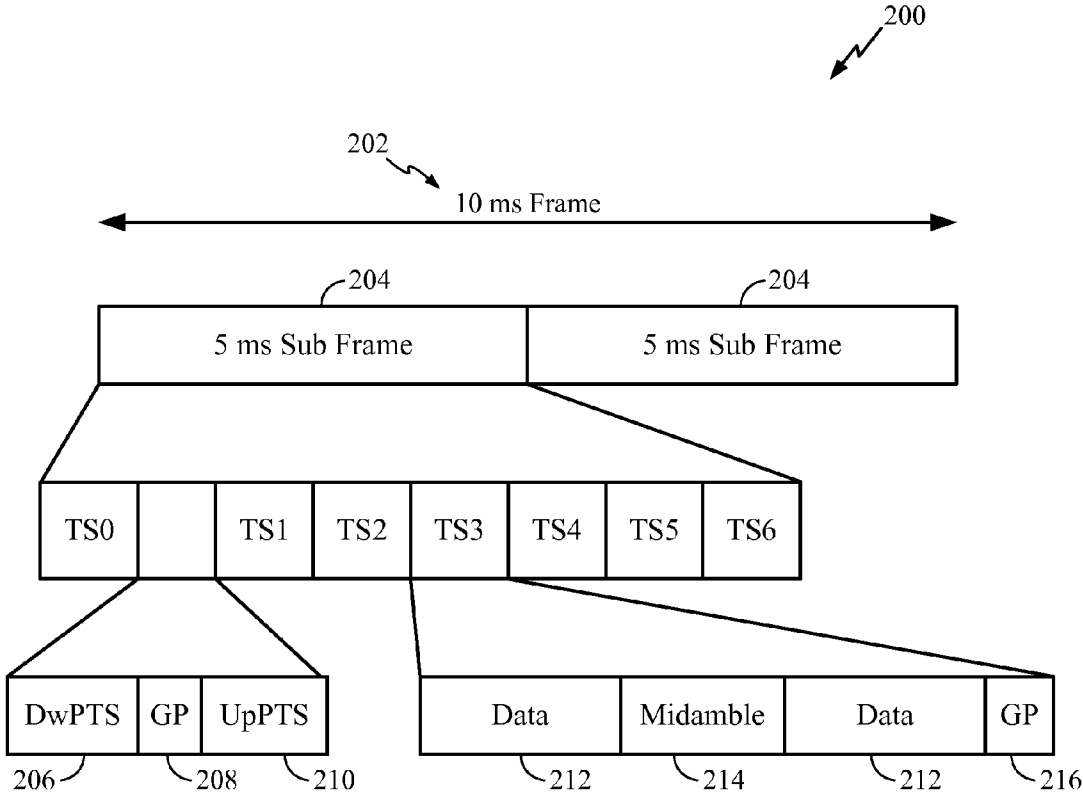 200
202
10 ms Frame
204 204
5 ms Sub Frame 5 ms Sub Frame
TS0 TS1 TS2 TS3 TS4 TS5 TS6
DwPTS GP UpPTS Data Midamble Data GP
206 208 210 212 214 212 216